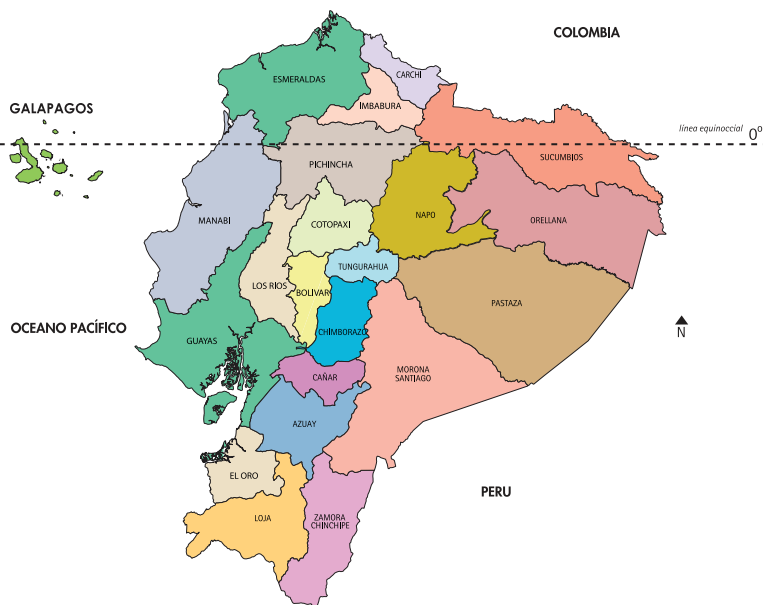 COLOMBIA
ESMERALDAS
CARCHI
IMBABURA
GALAPAGOS
línea equinoccial
0º
PICHINCHA
SUCUMBIOS
MANABI
COTOPAXI
NAPO
ORELLANA
TUNGURAHUA
LOS RIOS
BOLIVAR
PASTAZA
OCEANO PACÍFICO
GUAYAS
CHIMBORAZO
N
MORONA
SANTIAGO
CAÑAR
AZUAY
EL ORO
PERU
LOJA
ZAMORA
CHINCHIPE